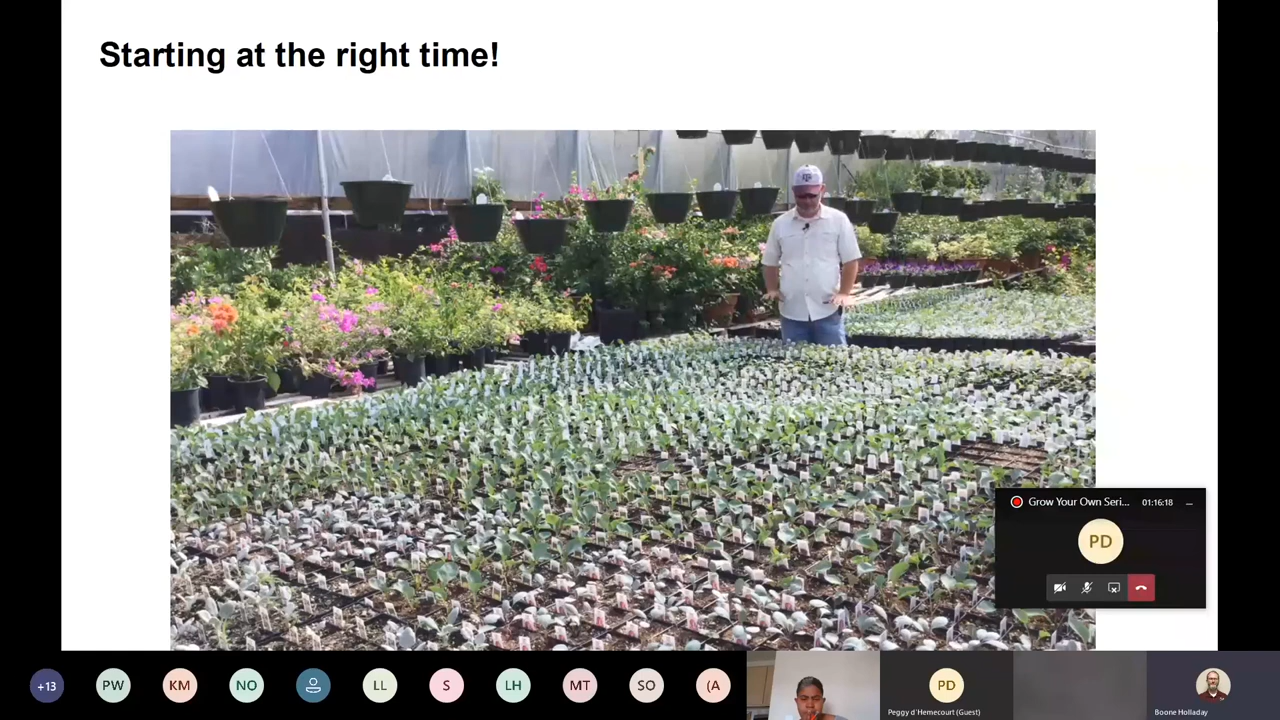 Starting at the right time!
Grow Your Own Seri... 01:16:18
PD
+13 PW KM NO LL S LH MT SO (A PD
Peggy d'Hemecourt (Guest) Boone Holladay